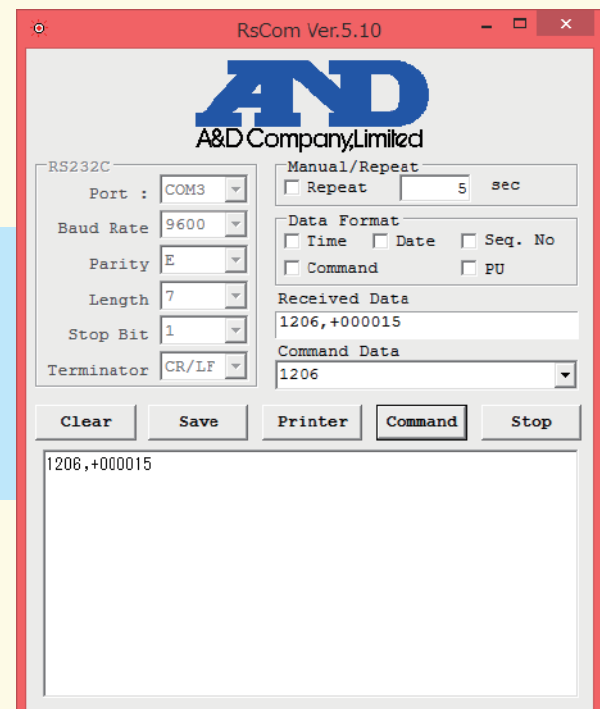 RsCom Ver.5.10
AND
A&D Company,Limited
RS232C
Port : COM3
Baud Rate 9600
Parity E
Length 7
Stop Bit 1
Terminator CR/LF
Manual/Repeat
Repeat 5 sec
Data Format
Time Date Seq. No
Command PU
Received Data
1206,+000015
Command Data
1206
Clear Save Printer Command Stop
1206,+000015